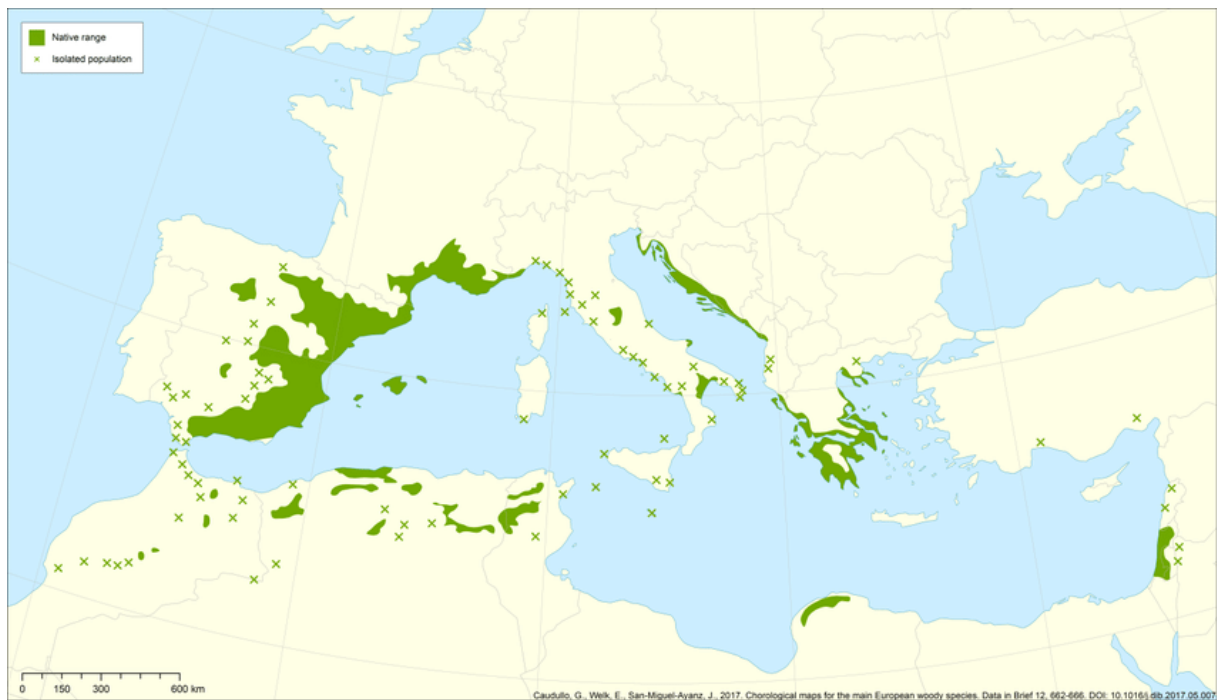 Native range
Isolated population
0 150 300 600 km
Caudullo, G., Welk, E., San-Miguel-Ayanz, J., 2017. Chorological maps for the main European woody species. Data in Brief 12, 662-666. DOI: 10.1016/j.dib.2017.05.007